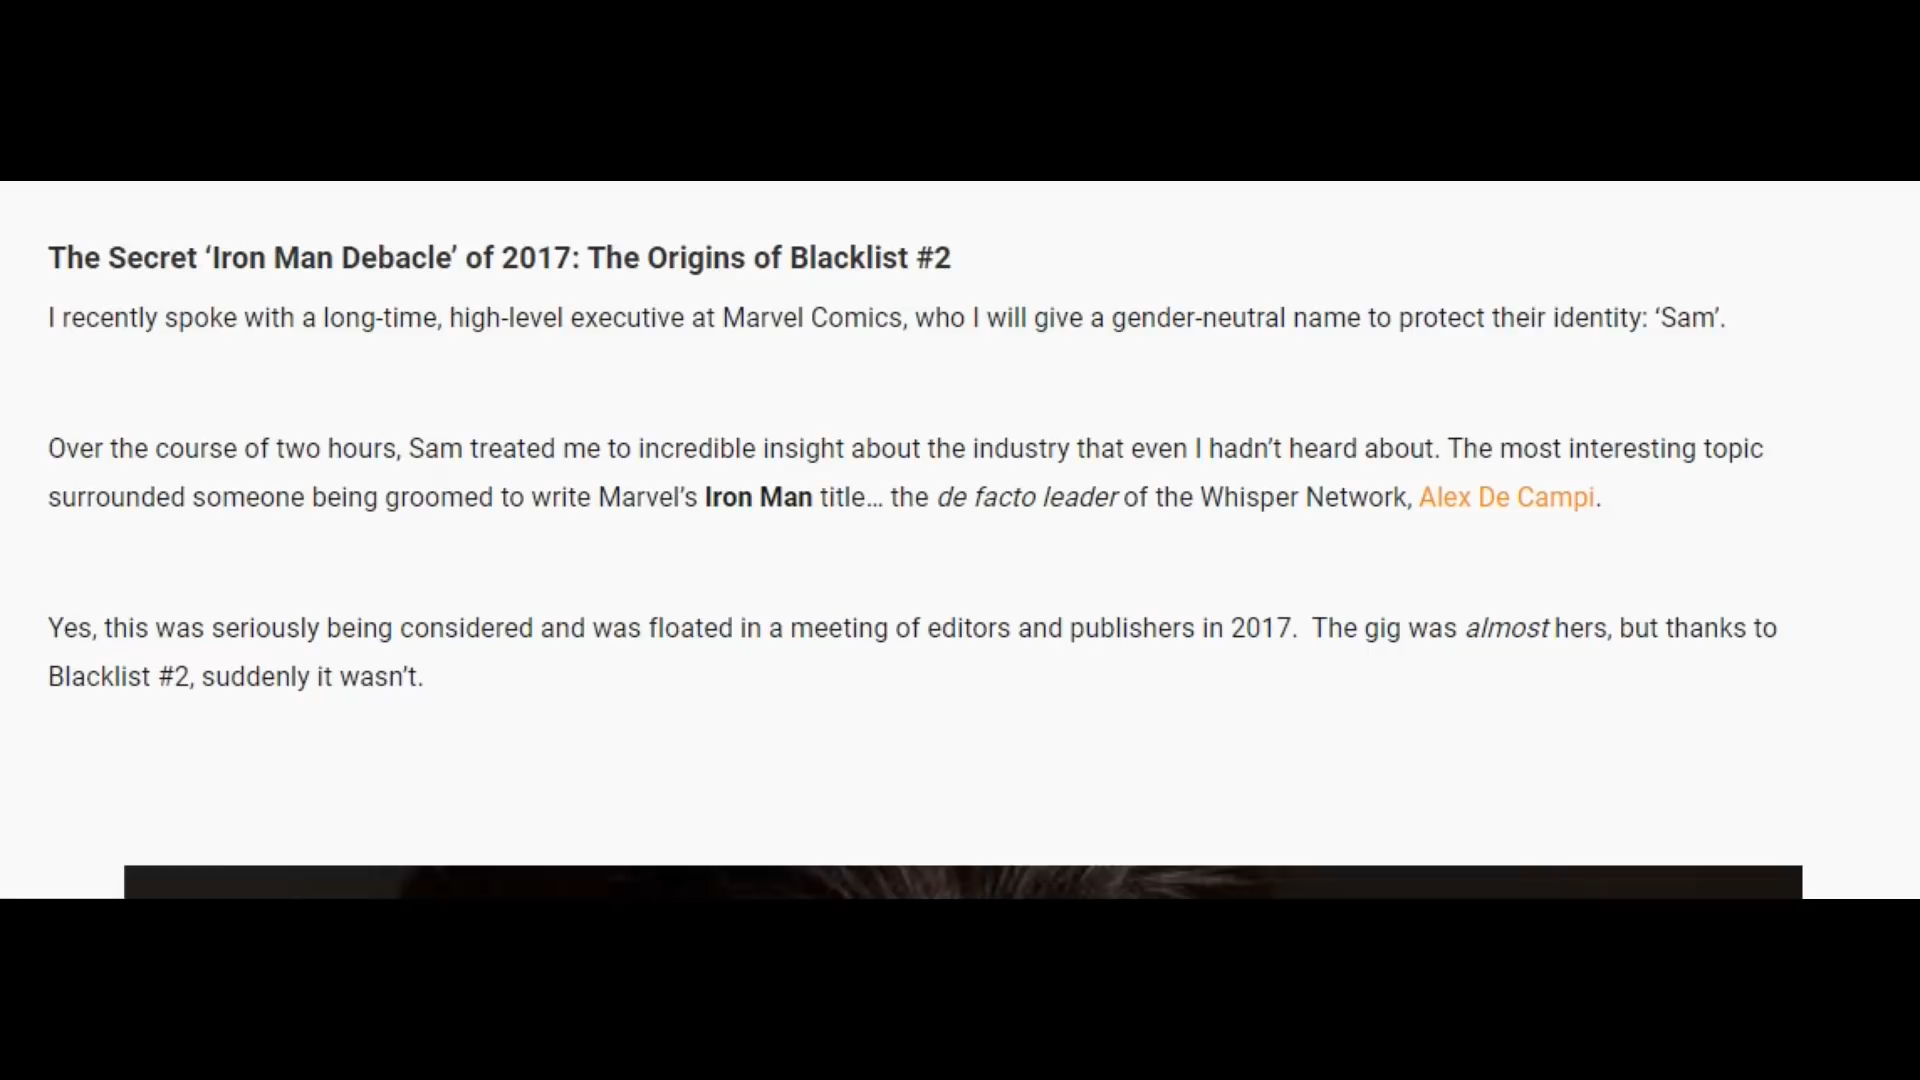 The Secret ‘Iron Man Debacle’ of 2017: The Origins of Blacklist #2
I recently spoke with a long-time, high-level executive at Marvel Comics, who I will give a gender-neutral name to protect their identity: ‘Sam’.
Over the course of two hours, Sam treated me to incredible insight about the industry that even I hadn’t heard about. The most interesting topic
surrounded someone being groomed to write Marvel’s Iron Man title… the de facto leader of the Whisper Network, Alex De Campi.
Yes, this was seriously being considered and was floated in a meeting of editors and publishers in 2017.  The gig was almost hers, but thanks to
Blacklist #2, suddenly it wasn’t.